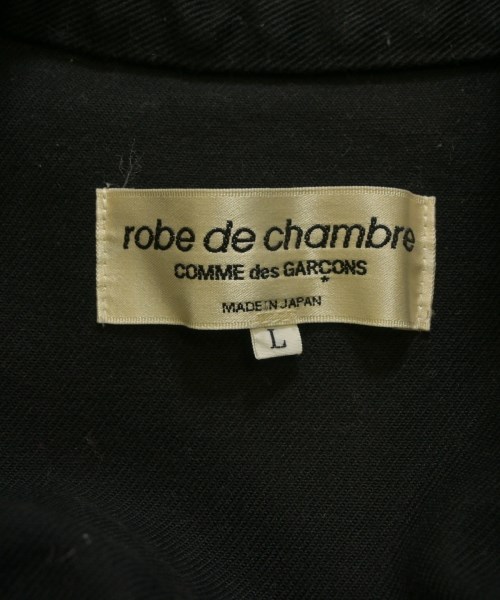 robe de chambre
COMME des GARÇONS
MADE IN JAPAN
L